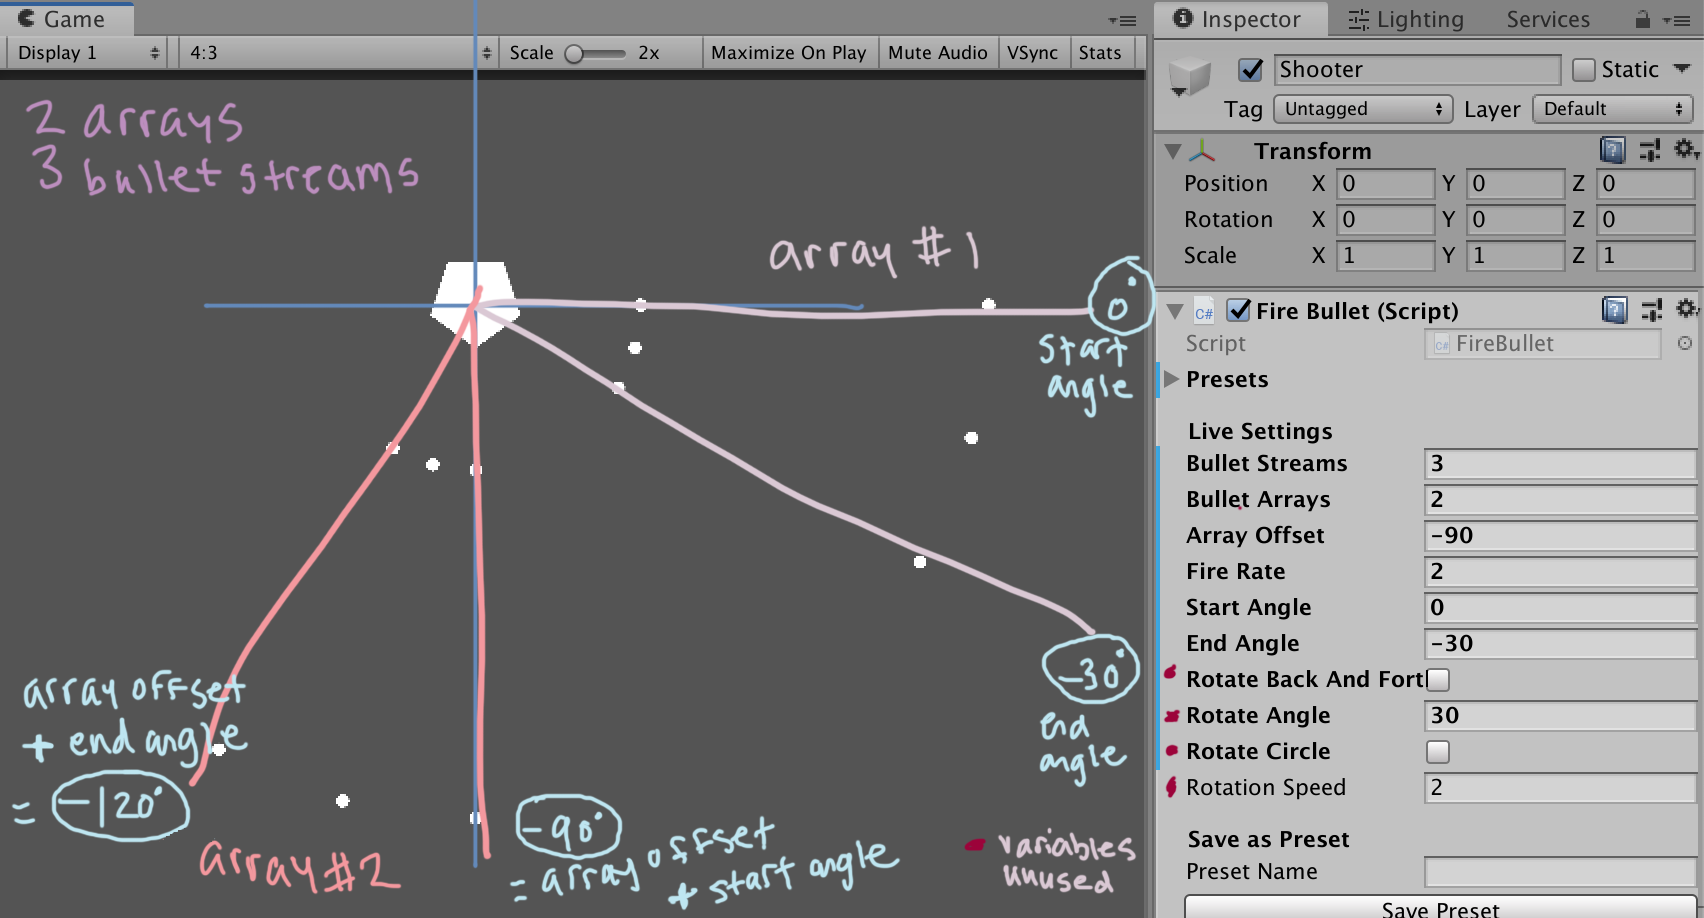 Game
Display 1
4:3
Scale
2x
Maximize On Play
Mute Audio
VSync
Stats
2 arrays
3 bullet streams
array #1
0°
start
angle
-30°
end
angle
array offset
+ end angle
= -120°
array #2
-90°
= array offset
+ start angle
variables
unused
Inspector
Lighting
Services
Shooter
Static
Tag Untagged Layer Default
Transform
Position X 0 Y 0 Z 0
Rotation X 0 Y 0 Z 0
Scale X 1 Y 1 Z 1
C# Fire Bullet (Script)
Script C# FireBullet
Presets
Live Settings
Bullet Streams 3
Bullet Arrays 2
Array Offset -90
Fire Rate 2
Start Angle 0
End Angle -30
Rotate Back And Fort
Rotate Angle 30
Rotate Circle
Rotation Speed 2
Save as Preset
Preset Name
Save Preset